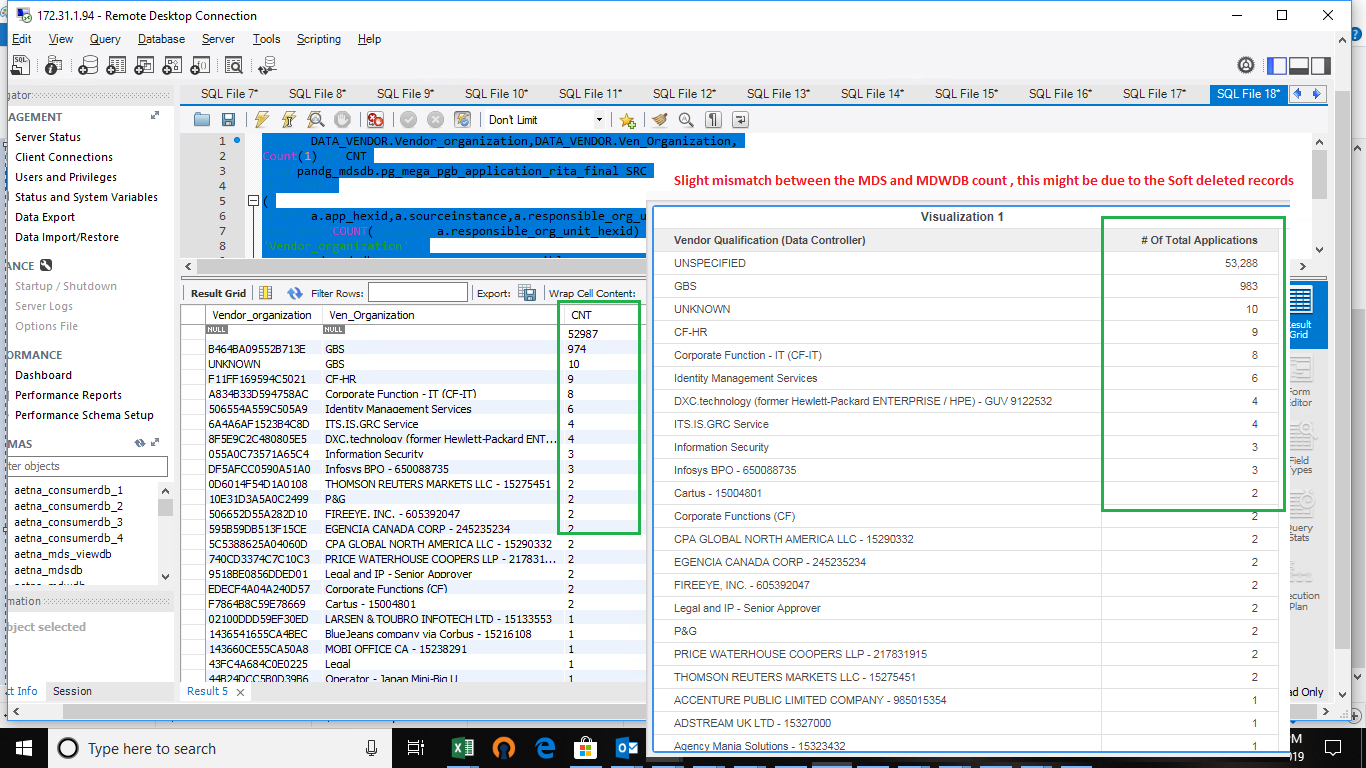 172.31.1.94 - Remote Desktop Connection
Edit View Query Database Server Tools Scripting Help
SQL File 7* SQL File 8* SQL File 9* SQL File 10* SQL File 11* SQL File 12* SQL File 13* SQL File 14* SQL File 15* SQL File 16* SQL File 17* SQL File 18*
AGEMENT
Server Status
Client Connections
Users and Privileges
Status and System Variables
Data Export
Data Import/Restore
ANCE
Startup / Shutdown
Server Logs
Options File
ORMANCE
Dashboard
Performance Reports
Performance Schema Setup
MAS
ter objects
aetna_consumerdb_1
aetna_consumerdb_2
aetna_consumerdb_3
aetna_consumerdb_4
aetna_mds_viewdb
aetna_mdsdb
aetna_mdwdb
mation
bject selected
ct Info Session
Don't Limit
1 DATA_VENDOR.Vendor_organization,DATA_VENDOR.Ven_Organization,
2 Count(1) CNT
3 pandg_mdsdb.pg_mega_pgb_application_rita_final SRC
4
5 (
6 a.app_hexid,a.sourceinstance,a.responsible_org_u
7 COUNT( a.responsible_org_unit_hexid)
8 'Vendor_organization'
Slight mismatch between the MDS and MDWDB count , this might be due to the Soft deleted records
Result Grid Filter Rows: Export: Wrap Cell Content:
Vendor_organization Ven_Organization CNT
NULL NULL 52987
B464BA09552B713E GBS 974
UNKNOWN GBS 10
F11FF169594C5021 CF-HR 9
A834B33D594758AC Corporate Function - IT (CF-IT) 8
506554A559C505A9 Identity Management Services 6
6A4A6AF1523B4C8D ITS.IS.GRC Service 4
8F5E9C2C480805E5 DXC.technology (former Hewlett-Packard ENT... 4
055A0C73571A65C4 Information Security 3
DF5AFCC0590A51A0 Infosys BPO - 650088735 3
0D6014F54D1A0108 THOMSON REUTERS MARKETS LLC - 15275451 2
10E31D3A5A0C2499 P&G 2
506652D55A282D10 FIREEYE, INC. - 605392047 2
595B59DB513F15CE EGENCIA CANADA CORP - 245235234 2
5C5388625A04060D CPA GLOBAL NORTH AMERICA LLC - 15290332 2
740CD3374C7C10C3 PRICE WATERHOUSE COOPERS LLP - 217831... 2
9518BE0856DDED01 Legal and IP - Senior Approver 2
EDECF4A04A240D57 Corporate Functions (CF) 2
F7864B8C59E78669 Cartus - 15004801 2
02100DDD59EF30ED LARSEN & TOUBRO INFOTECH LTD - 15133553 1
1436541655CA4BEC BlueJeans company via Corbus - 15216108 1
143660CE55CA50A8 MOBI OFFICE CA - 15238291 1
43FC4A684C0E0225 Legal 1
44B24DCC5B0D39B6 Operator - Japan Mini-Big U 1
Result 5
Visualization 1
Vendor Qualification (Data Controller) # Of Total Applications
UNSPECIFIED 53,288
GBS 983
UNKNOWN 10
CF-HR 9
Corporate Function - IT (CF-IT) 8
Identity Management Services 6
DXC.technology (former Hewlett-Packard ENTERPRISE / HPE) - GUV 9122532 4
ITS.IS.GRC Service 4
Information Security 3
Infosys BPO - 650088735 3
Cartus - 15004801 2
Corporate Functions (CF) 2
CPA GLOBAL NORTH AMERICA LLC - 15290332 2
EGENCIA CANADA CORP - 245235234 2
FIREEYE, INC. - 605392047 2
Legal and IP - Senior Approver 2
P&G 2
PRICE WATERHOUSE COOPERS LLP - 217831915 2
THOMSON REUTERS MARKETS LLC - 15275451 2
ACCENTURE PUBLIC LIMITED COMPANY - 985015354 1
ADSTREAM UK LTD - 15327000 1
Agency Mania Solutions - 15323432 1
esult
Grid
orm
Editor
Field
Types
Query
Stats
ecution
Plan
ad Only
Type here to search
M
019